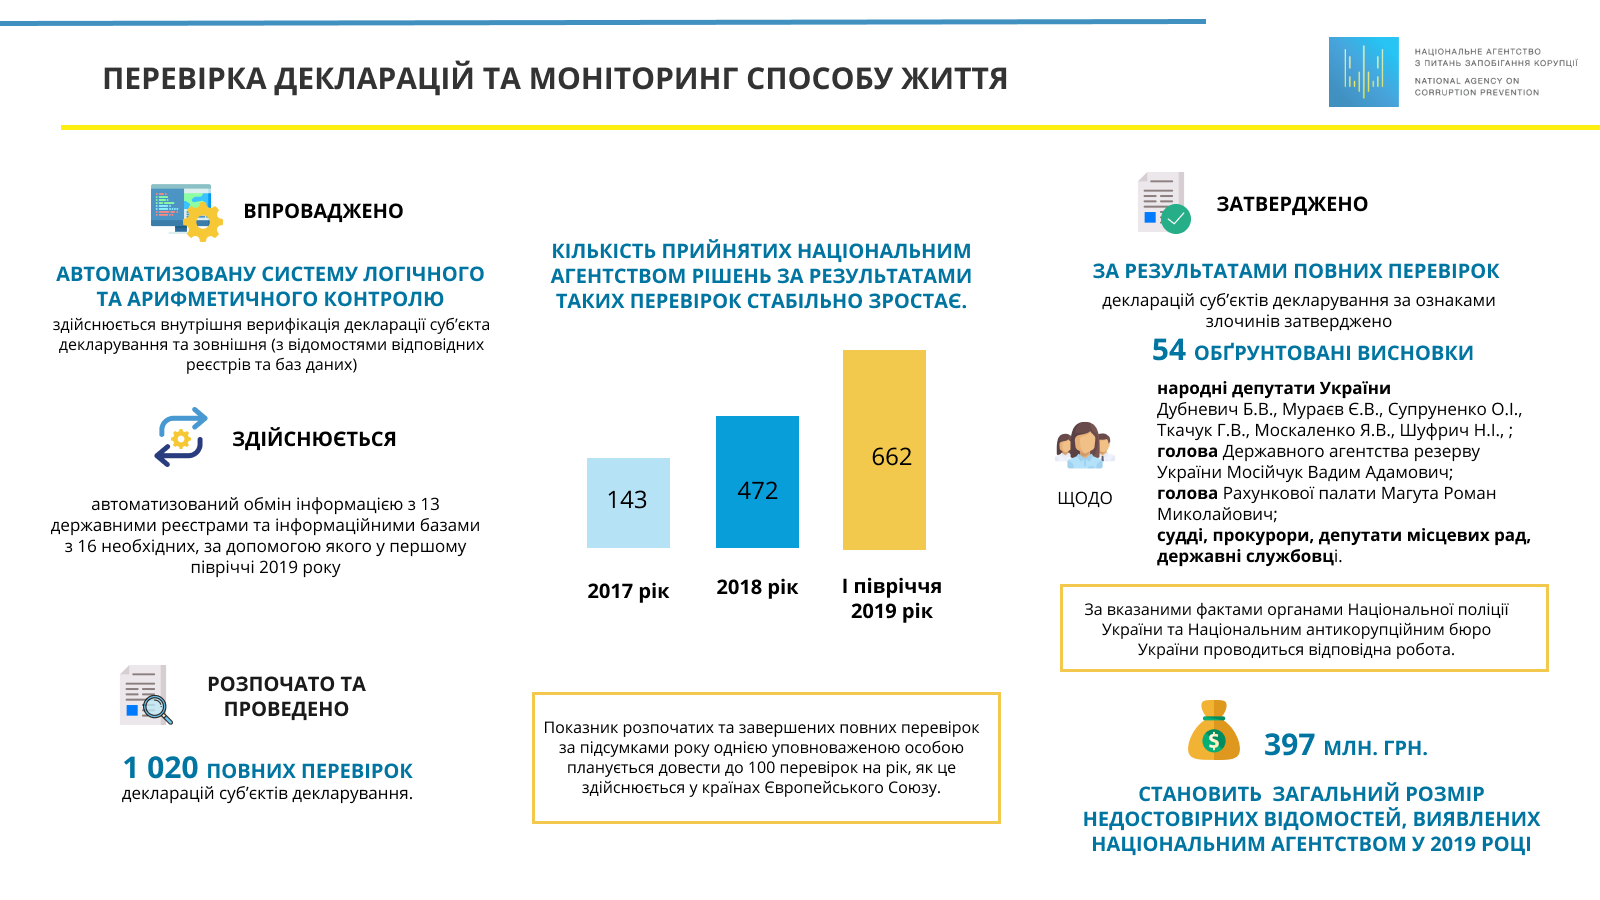 ПЕРЕВІРКА ДЕКЛАРАЦІЙ ТА МОНІТОРИНГ СПОСОБУ ЖИТТЯ
НАЦІОНАЛЬНЕ АГЕНТСТВО
З ПИТАНЬ ЗАПОБІГАННЯ КОРУПЦІЇ
NATIONAL AGENCY ON
CORRUPTION PREVENTION
ВПРОВАДЖЕНО
АВТОМАТИЗОВАНУ СИСТЕМУ ЛОГІЧНОГО
ТА АРИФМЕТИЧНОГО КОНТРОЛЮ
здійснюється внутрішня верифікація декларації суб’єкта
декларування та зовнішня (з відомостями відповідних
реєстрів та баз даних)
ЗДІЙСНЮЄТЬСЯ
автоматизований обмін інформацією з 13
державними реєстрами та інформаційними базами
з 16 необхідних, за допомогою якого у першому
півріччі 2019 року
РОЗПОЧАТО ТА
ПРОВЕДЕНО
1 020 ПОВНИХ ПЕРЕВІРОК
декларацій суб’єктів декларування.
КІЛЬКІСТЬ ПРИЙНЯТИХ НАЦІОНАЛЬНИМ
АГЕНТСТВОМ РІШЕНЬ ЗА РЕЗУЛЬТАТАМИ
ТАКИХ ПЕРЕВІРОК СТАБІЛЬНО ЗРОСТАЄ.
143
472
662
2017 рік
2018 рік
І півріччя
2019 рік
Показник розпочатих та завершених повних перевірок
за підсумками року однією уповноваженою особою
планується довести до 100 перевірок на рік, як це
здійснюється у країнах Європейського Союзу.
ЗАТВЕРДЖЕНО
ЗА РЕЗУЛЬТАТАМИ ПОВНИХ ПЕРЕВІРОК
декларацій суб’єктів декларування за ознаками
злочинів затверджено
54 ОБҐРУНТОВАНІ ВИСНОВКИ
ЩОДО
народні депутати України
Дубневич Б.В., Мураєв Є.В., Супруненко О.І.,
Ткачук Г.В., Москаленко Я.В., Шуфрич Н.І., ;
голова Державного агентства резерву
України Мосійчук Вадим Адамович;
голова Рахункової палати Магута Роман
Миколайович;
судді, прокурори, депутати місцевих рад,
державні службовці.
За вказаними фактами органами Національної поліції
України та Національним антикорупційним бюро
України проводиться відповідна робота.
397 МЛН. ГРН.
СТАНОВИТЬ ЗАГАЛЬНИЙ РОЗМІР
НЕДОСТОВІРНИХ ВІДОМОСТЕЙ, ВИЯВЛЕНИХ
НАЦІОНАЛЬНИМ АГЕНТСТВОМ У 2019 РОЦІ